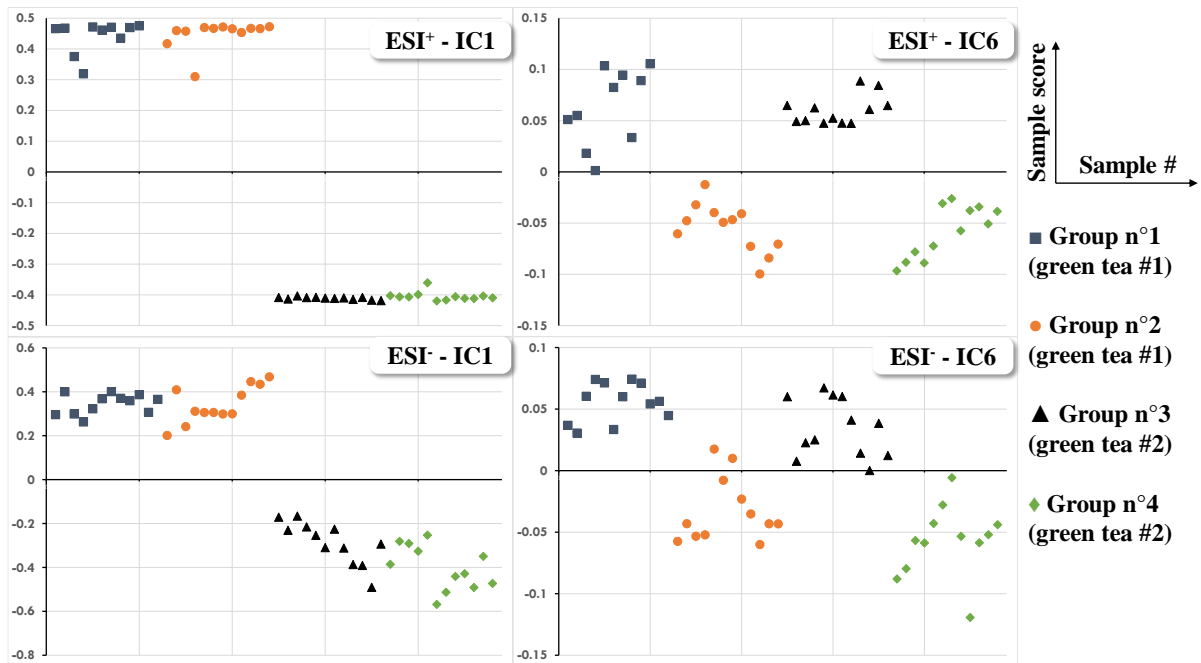 ESI⁺ - IC1
0.5
0.4
0.3
0.2
0.1
0
-0.1
-0.2
-0.3
-0.4
-0.5
ESI⁺ - IC6
0.15
0.1
0.05
0
-0.05
-0.1
-0.15
ESI⁻ - IC1
0.6
0.4
0.2
0
-0.2
-0.4
-0.6
-0.8
ESI⁻ - IC6
0.1
0.05
0
-0.05
-0.1
-0.15
Sample score
Sample #
Group n°1
(green tea #1)
Group n°2
(green tea #1)
Group n°3
(green tea #2)
Group n°4
(green tea #2)